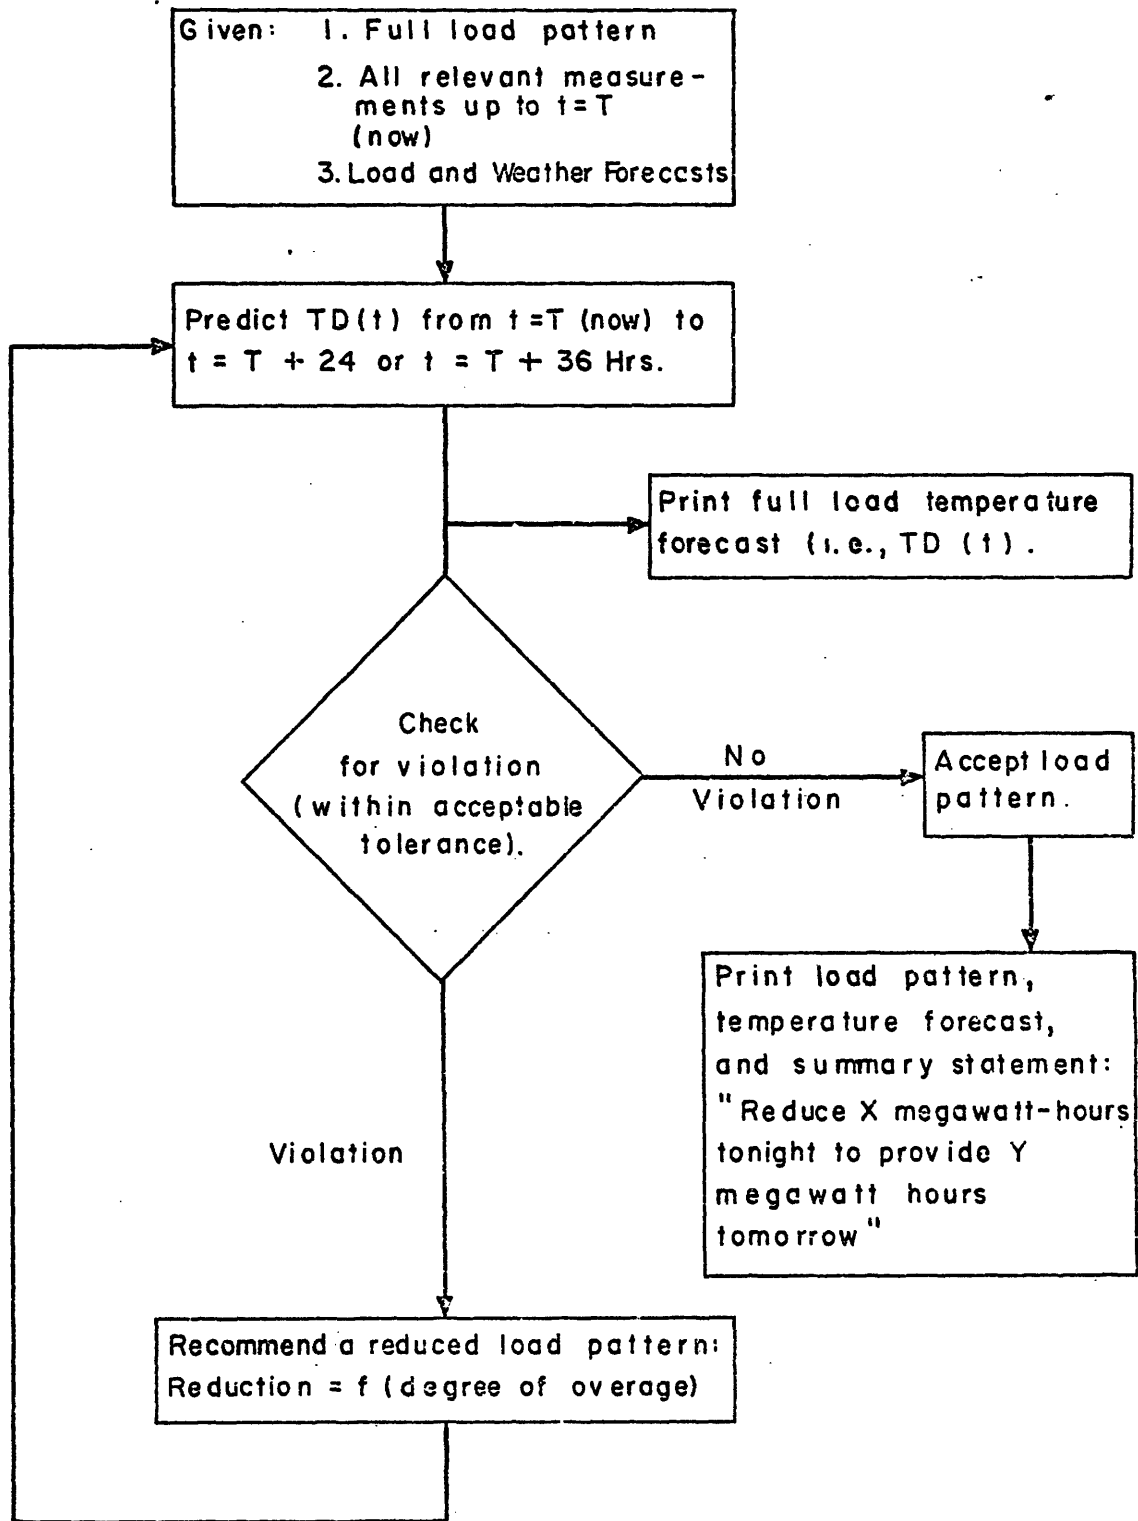 Given: 1. Full load pattern
2. All relevant measure-
ments up to t = T
(now)
3. Load and Weather Forecasts
Predict TD(t) from t = T (now) to
t = T + 24 or t = T + 36 Hrs.
Print full load temperature
forecast (i.e., TD (t) .
Check
for violation
(within acceptable
tolerance).
No
Violation
Accept load
pattern.
Print load pattern,
temperature forecast,
and summary statement:
"Reduce X megawatt-hours
tonight to provide Y
megawatt hours
tomorrow"
Violation
Recommend a reduced load pattern:
Reduction = f (degree of overage)